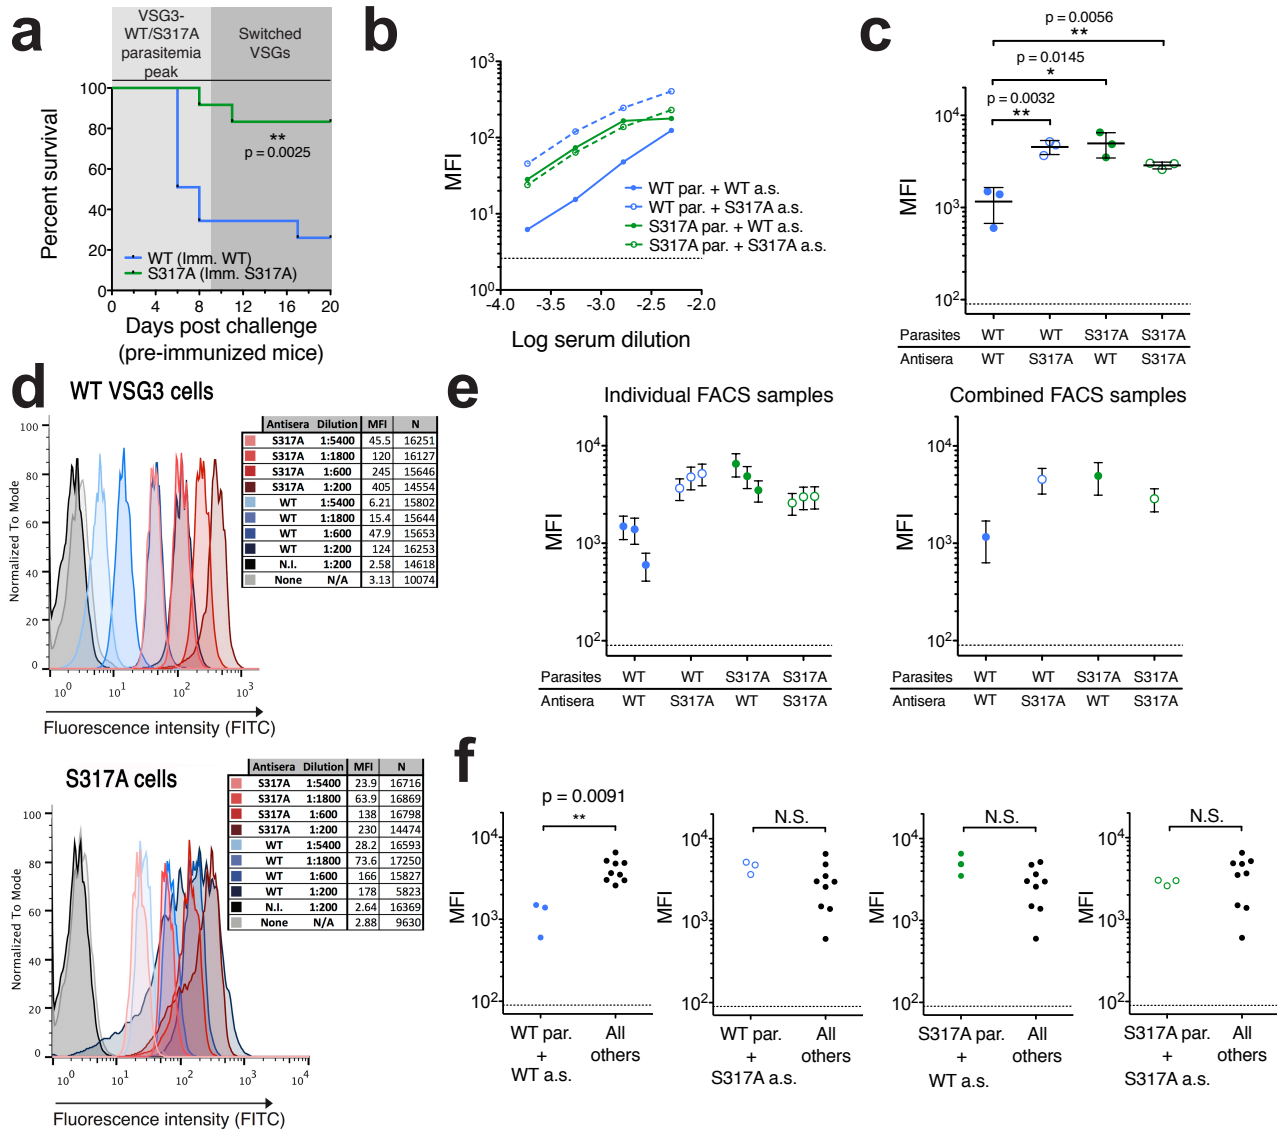 a
VSG3-
WT/S317A
parasitemia
peak
Switched
VSGs
Percent survival
100
80
60
40
20
0
**
p = 0.0025
WT (Imm. WT)
S317A (Imm. S317A)
0 4 8 12 16 20
Days post challenge
(pre-immunized mice)
b
MFI
10³
10²
10¹
10⁰
WT par. + WT a.s.
WT par. + S317A a.s.
S317A par. + WT a.s.
S317A par. + S317A a.s.
-4.0 -3.5 -3.0 -2.5 -2.0
Log serum dilution
c
p = 0.0056
**
p = 0.0145
*
p = 0.0032
**
MFI
10⁴
10³
10²
Parasites WT WT S317A S317A
Antisera WT S317A WT S317A
d
WT VSG3 cells
Normalized To Mode
100
80
60
40
20
0
10⁰ 10¹ 10² 10³
Fluorescence intensity (FITC)
Antisera Dilution MFI N
S317A 1:5400 45.5 16251
S317A 1:1800 120 16127
S317A 1:600 245 15646
S317A 1:200 405 14554
WT 1:5400 6.21 15802
WT 1:1800 15.4 15644
WT 1:600 47.9 15653
WT 1:200 124 16253
N.I. 1:200 2.58 14618
None N/A 3.13 10074
S317A cells
Normalized To Mode
100
80
60
40
20
0
10⁰ 10¹ 10² 10³ 10⁴
Fluorescence intensity (FITC)
Antisera Dilution MFI N
S317A 1:5400 23.9 16716
S317A 1:1800 63.9 16869
S317A 1:600 138 16798
S317A 1:200 230 14474
WT 1:5400 28.2 16593
WT 1:1800 73.6 17250
WT 1:600 166 15827
WT 1:200 178 5823
N.I. 1:200 2.64 16369
None N/A 2.88 9630
e
Individual FACS samples
MFI
10⁴
10³
10²
Parasites WT WT S317A S317A
Antisera WT S317A WT S317A
Combined FACS samples
MFI
10⁴
10³
10²
Parasites WT WT S317A S317A
Antisera WT S317A WT S317A
f
p = 0.0091
**
MFI
10⁴
10³
10²
WT par.
+
WT a.s.
All
others
N.S.
MFI
10⁴
10³
10²
WT par.
+
S317A a.s.
All
others
N.S.
MFI
10⁴
10³
10²
S317A par.
+
WT a.s.
All
others
N.S.
MFI
10⁴
10³
10²
S317A par.
+
S317A a.s.
All
others